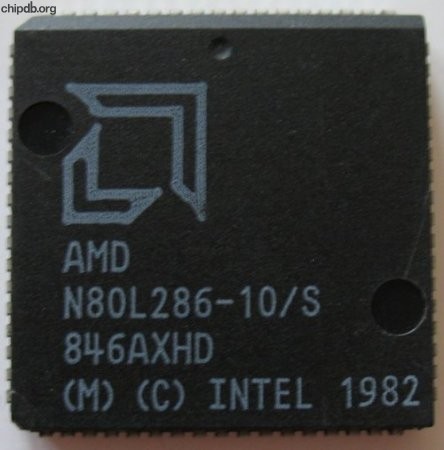 chipdb.org
AMD
N80L286-10/S
846AXHD
(M) (C) INTEL 1982